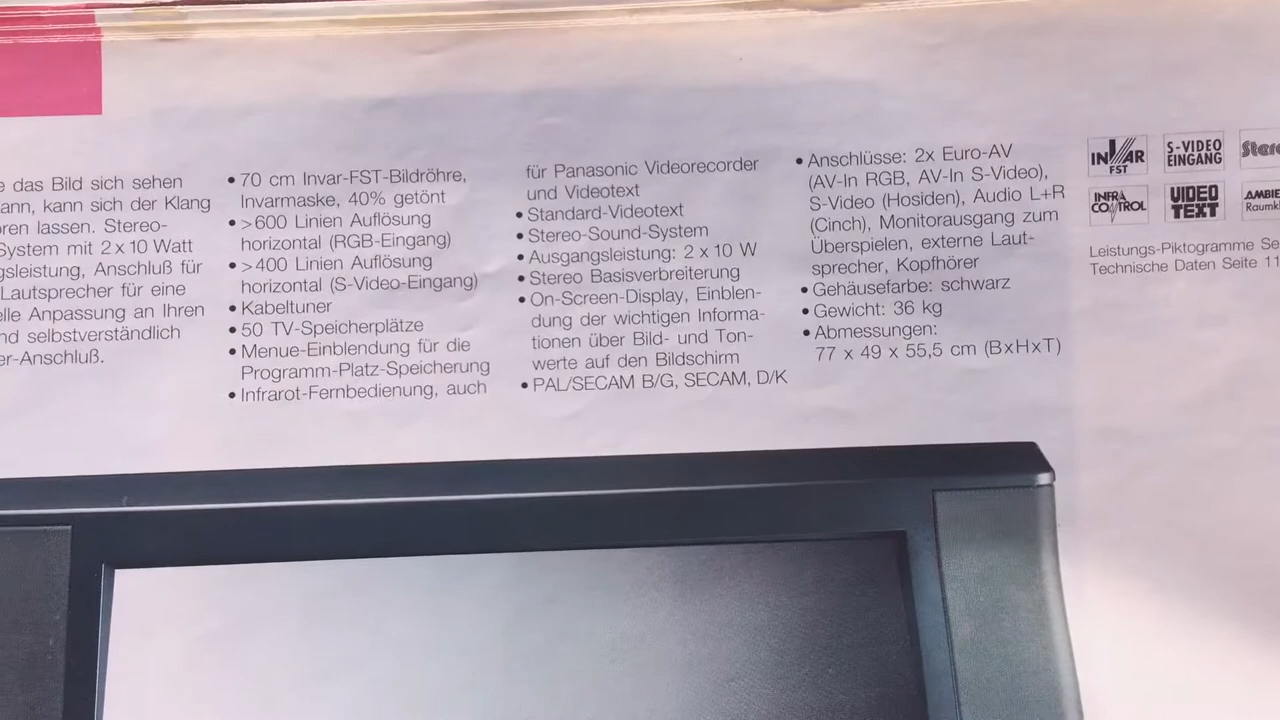 e das Bild sich sehen
ann, kann sich der Klang
ören lassen. Stereo-
System mit 2 x 10 Watt
gsleistung, Anschluß für
Lautsprecher für eine
elle Anpassung an Ihren
nd selbstverständlich
er-Anschluß.
• 70 cm Invar-FST-Bildröhre,
Invarmaske, 40% getönt
• >600 Linien Auflösung
horizontal (RGB-Eingang)
• >400 Linien Auflösung
horizontal (S-Video-Eingang)
• Kabeltuner
• 50 TV-Speicherplätze
• Menue-Einblendung für die
Programm-Platz-Speicherung
• Infrarot-Fernbedienung, auch
für Panasonic Videorecorder
und Videotext
• Standard-Videotext
• Stereo-Sound-System
• Ausgangsleistung: 2 x 10 W
• Stereo Basisverbreiterung
• On-Screen-Display, Einblen-
dung der wichtigen Informa-
tionen über Bild- und Ton-
werte auf den Bildschirm
• PAL/SECAM B/G, SECAM, D/K
• Anschlüsse: 2x Euro-AV
(AV-In RGB, AV-In S-Video),
S-Video (Hosiden), Audio L+R
(Cinch), Monitorausgang zum
Überspielen, externe Laut-
sprecher, Kopfhörer
• Gehäusefarbe: schwarz
• Gewicht: 36 kg
• Abmessungen:
77 x 49 x 55,5 cm (BxHxT)
INVAR
FST
S-VIDEO
EINGANG
Stere
INFRA
CONTROL
VIDEO
TEXT
AMBIE
Raumkl
Leistungs-Piktogramme Se
Technische Daten Seite 11